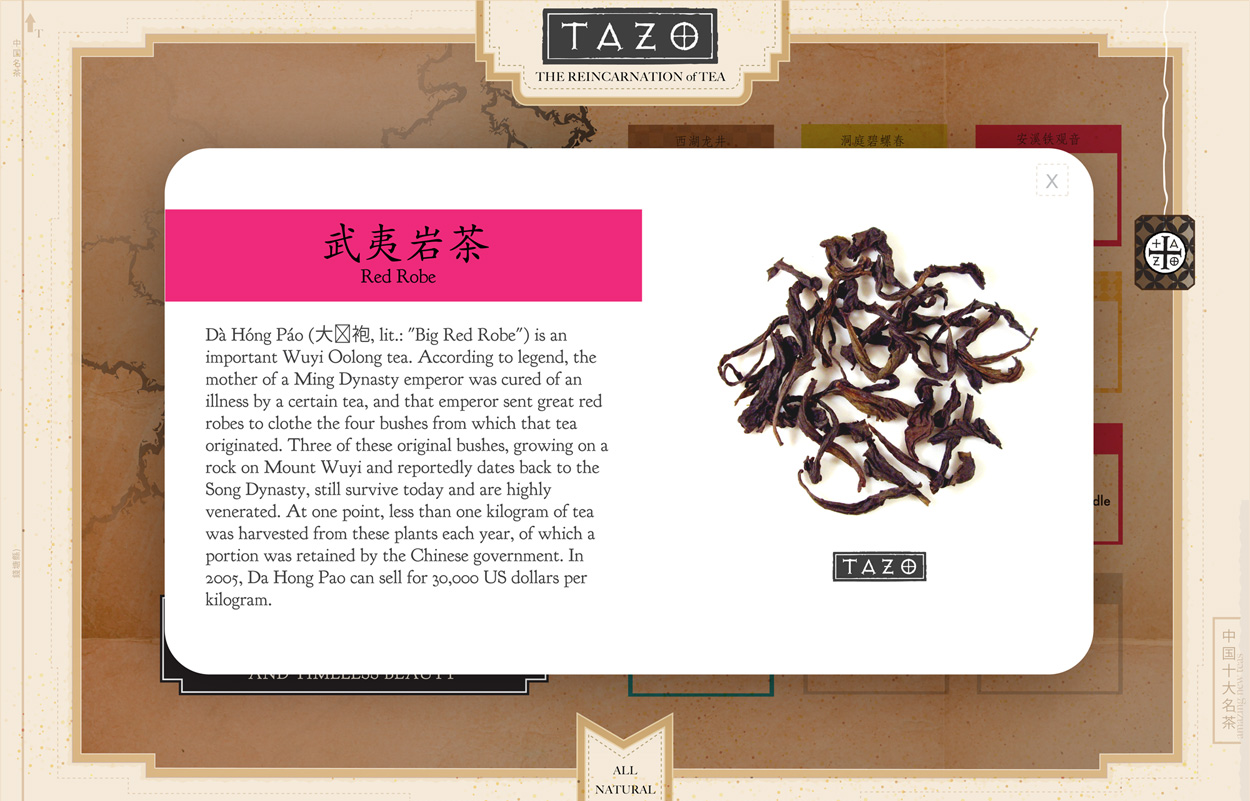 TAZO
THE REINCARNATION of TEA
西湖龙井
洞庭碧螺春
安溪铁观音
X
武夷岩茶
Red Robe
Dà Hóng Páo (大袍, lit.: "Big Red Robe") is an
important Wuyi Oolong tea. According to legend, the
mother of a Ming Dynasty emperor was cured of an
illness by a certain tea, and that emperor sent great red
robes to clothe the four bushes from which that tea
originated. Three of these original bushes, growing on a
rock on Mount Wuyi and reportedly dates back to the
Song Dynasty, still survive today and are highly
venerated. At one point, less than one kilogram of tea
was harvested from these plants each year, of which a
portion was retained by the Chinese government. In
2005, Da Hong Pao can sell for 30,000 US dollars per
kilogram.
TAZO
AND TIMELESS BEAUTY
中国十大名茶
ALL
NATURAL